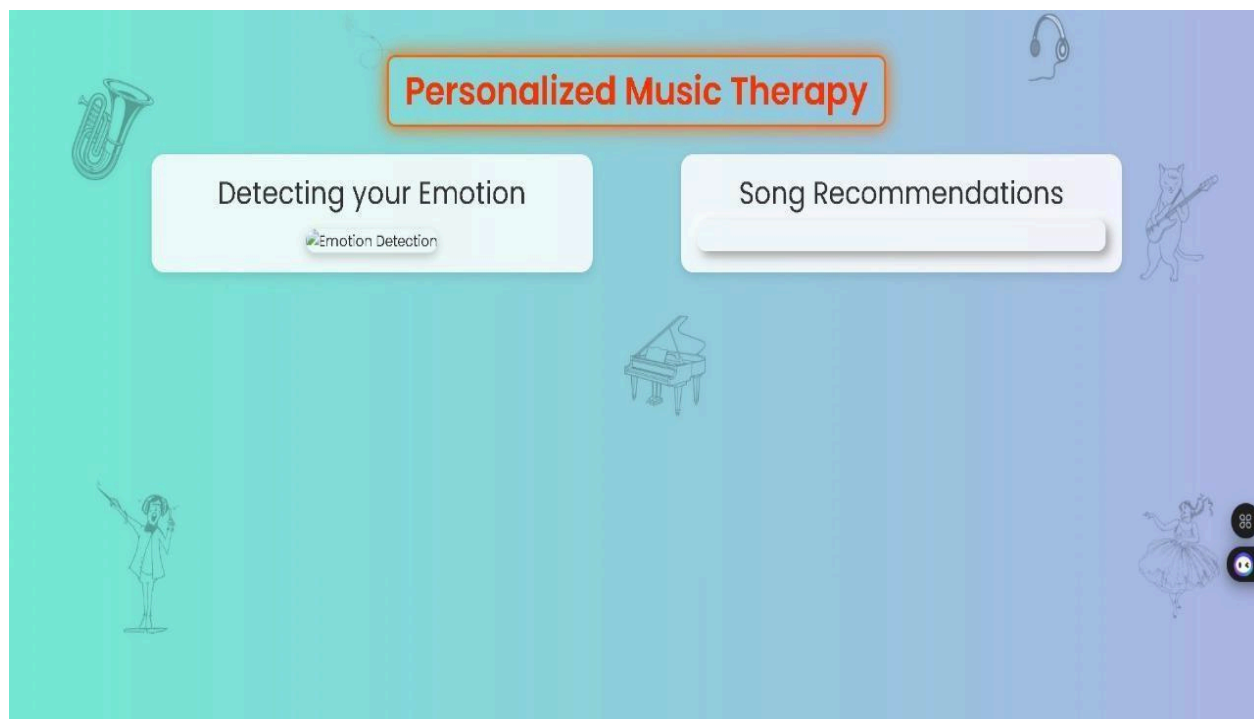 Personalized Music Therapy
Detecting your Emotion
Emotion Detection
Song Recommendations